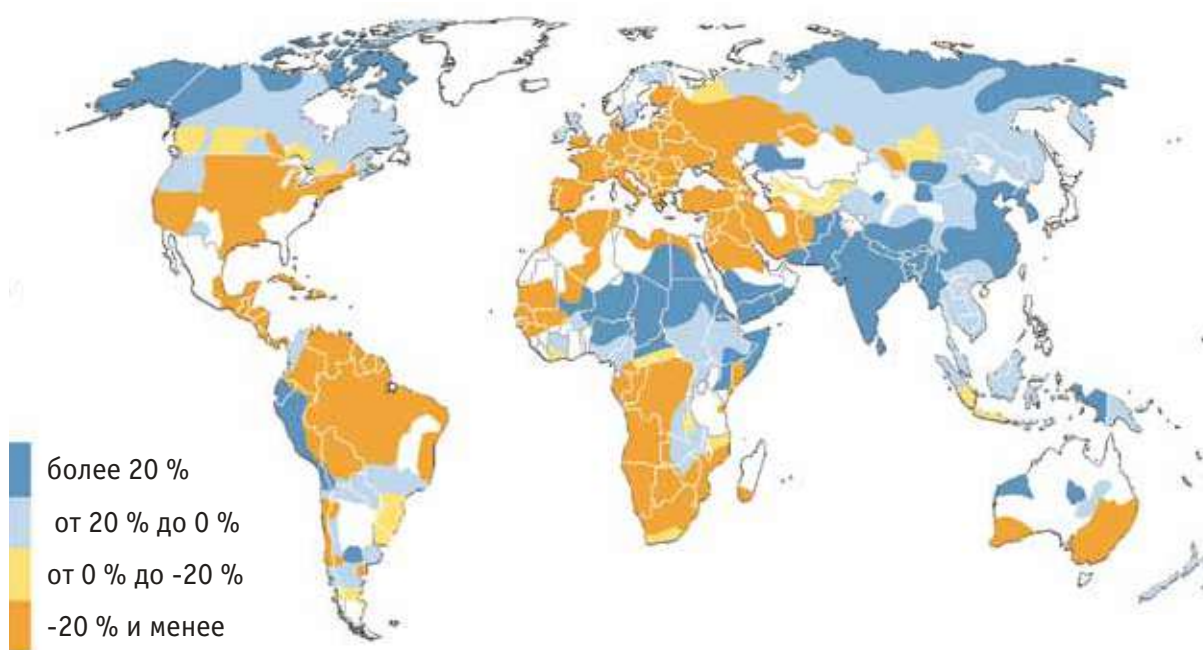 более 20 %
от 20 % до 0 %
от 0 % до -20 %
-20 % и менее